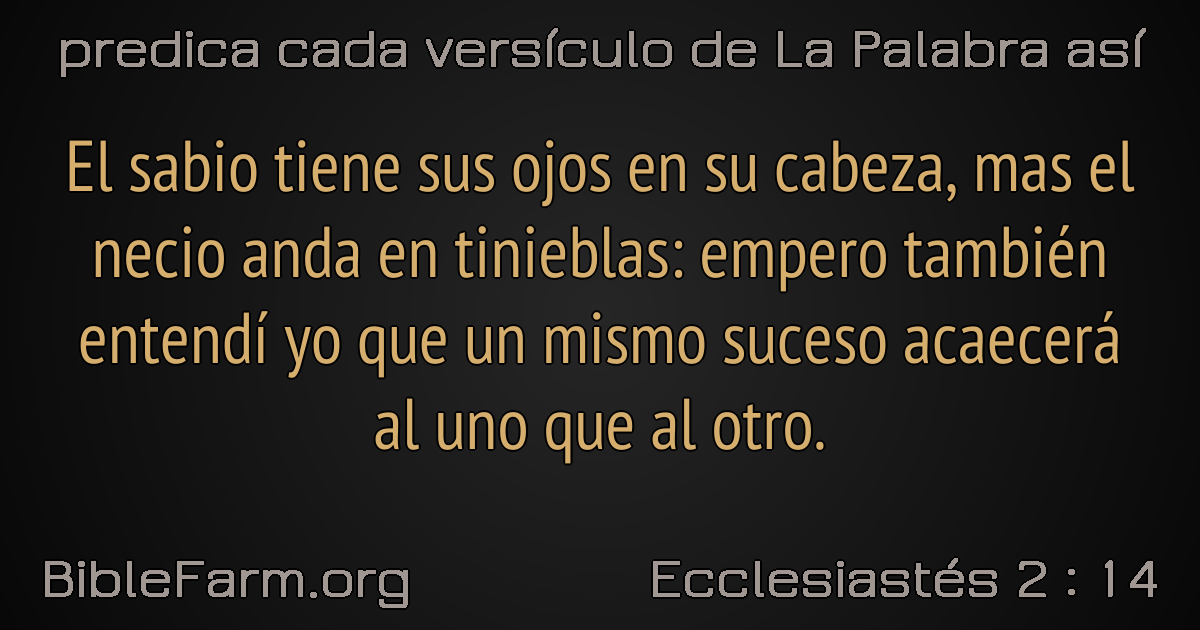 predica cada versículo de La Palabra así
El sabio tiene sus ojos en su cabeza, mas el
necio anda en tinieblas: empero también
entendí yo que un mismo suceso acaecerá
al uno que al otro.
BibleFarm.org
Ecclesiastés 2 : 14